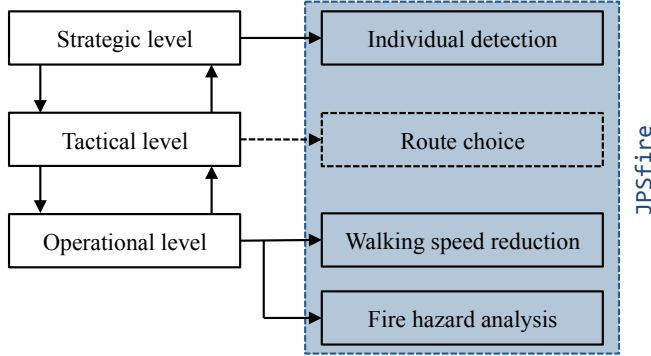 Strategic level
Individual detection
Tactical level
Route choice
Operational level
Walking speed reduction
Fire hazard analysis
JPSfire